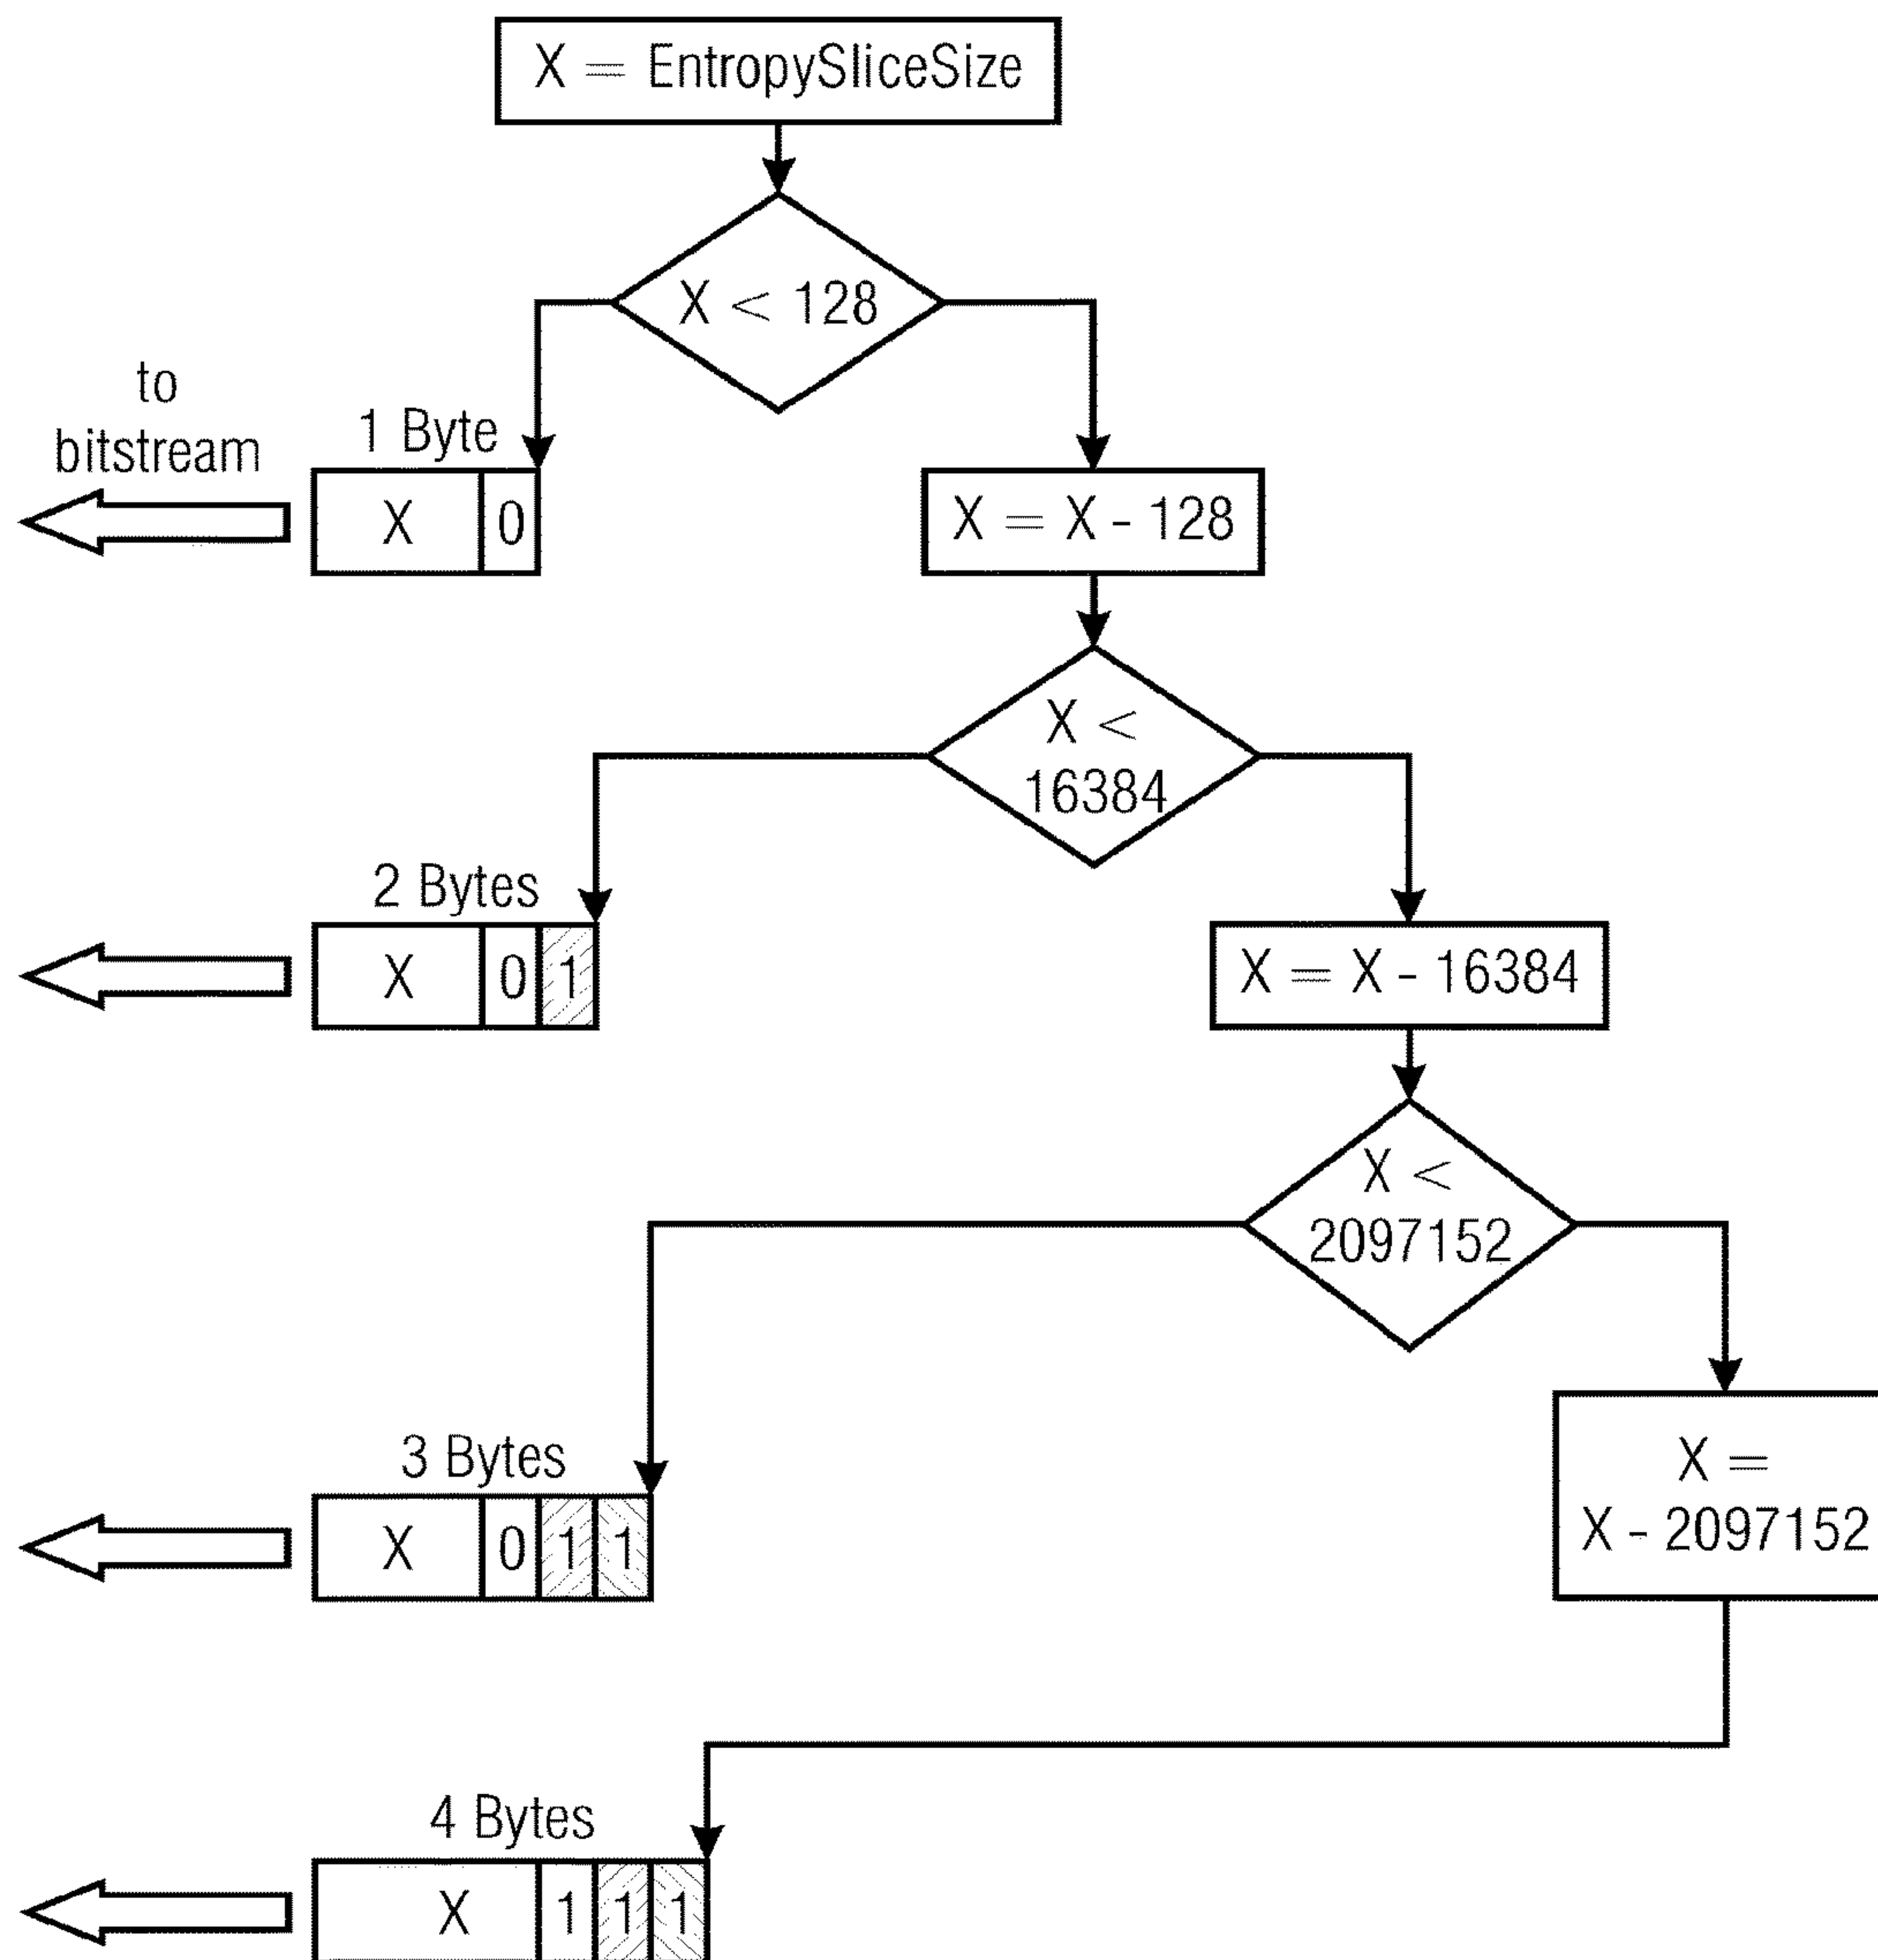 X = EntropySliceSize
X < 128
to
bitstream
1 Byte
X 0
X = X - 128
X <
16384
2 Bytes
X 0 1
X = X - 16384
X <
2097152
3 Bytes
X 0 1 1
X =
X - 2097152
4 Bytes
X 1 1 1